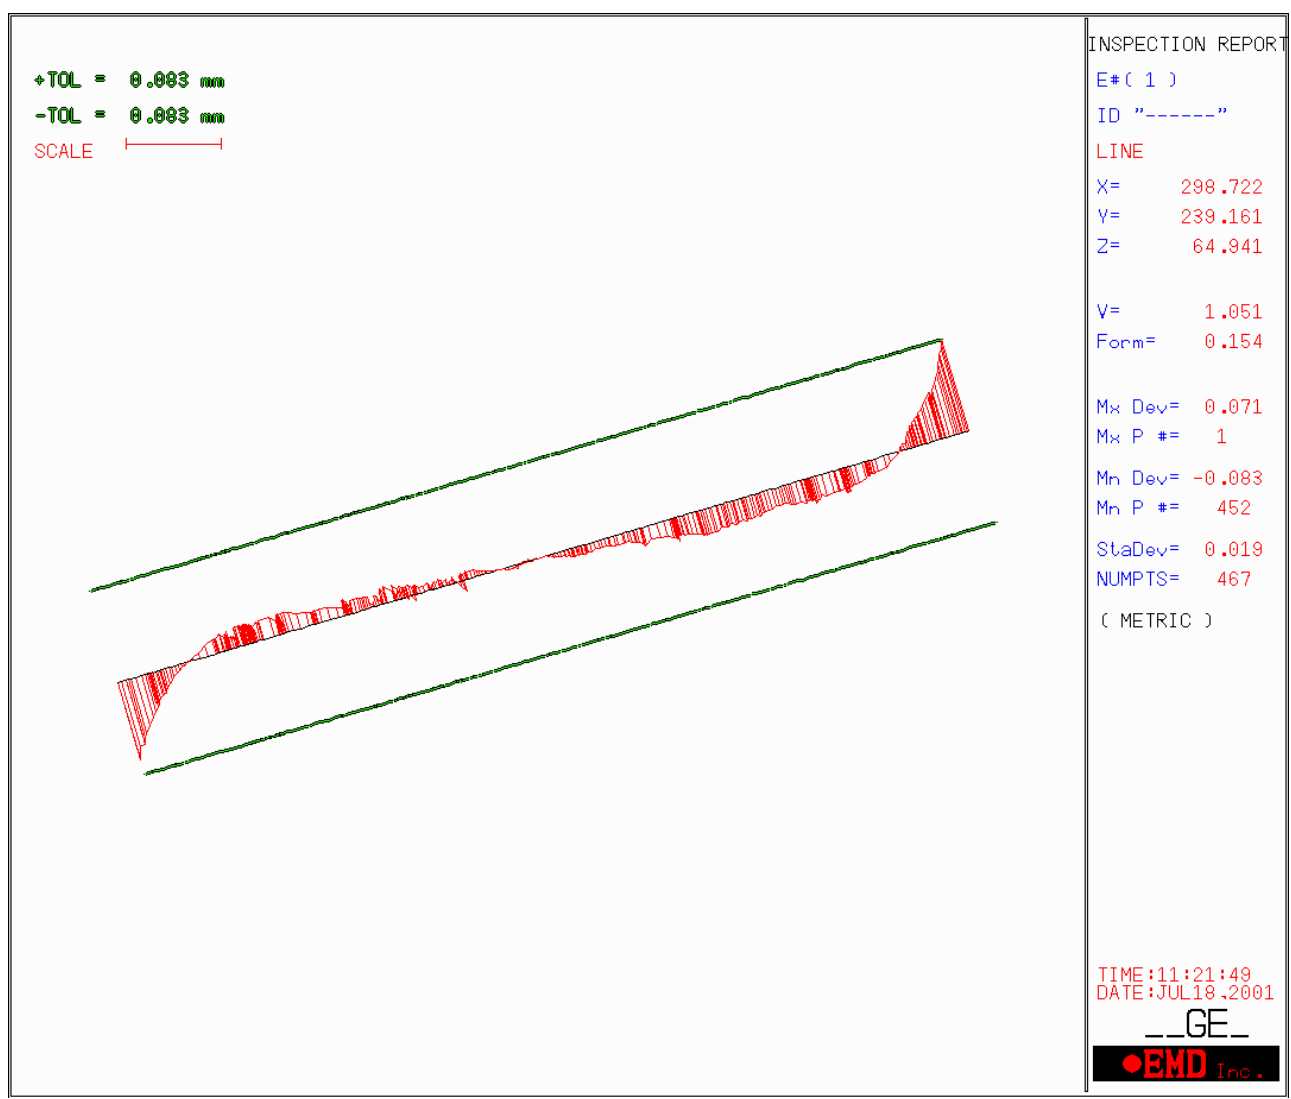 +TOL = 0.083 mm
-TOL = 0.083 mm
SCALE
INSPECTION REPORT
E#( 1 )
ID "------"
LINE
X= 298.722
Y= 239.161
Z= 64.941
V= 1.051
Form= 0.154
Mx Dev= 0.071
Mx P #= 1
Mn Dev= -0.083
Mn P #= 452
StaDev= 0.019
NUMPTS= 467
( METRIC )
TIME:11:21:49
DATE:JUL18,2001
__GE_
EMD Inc.